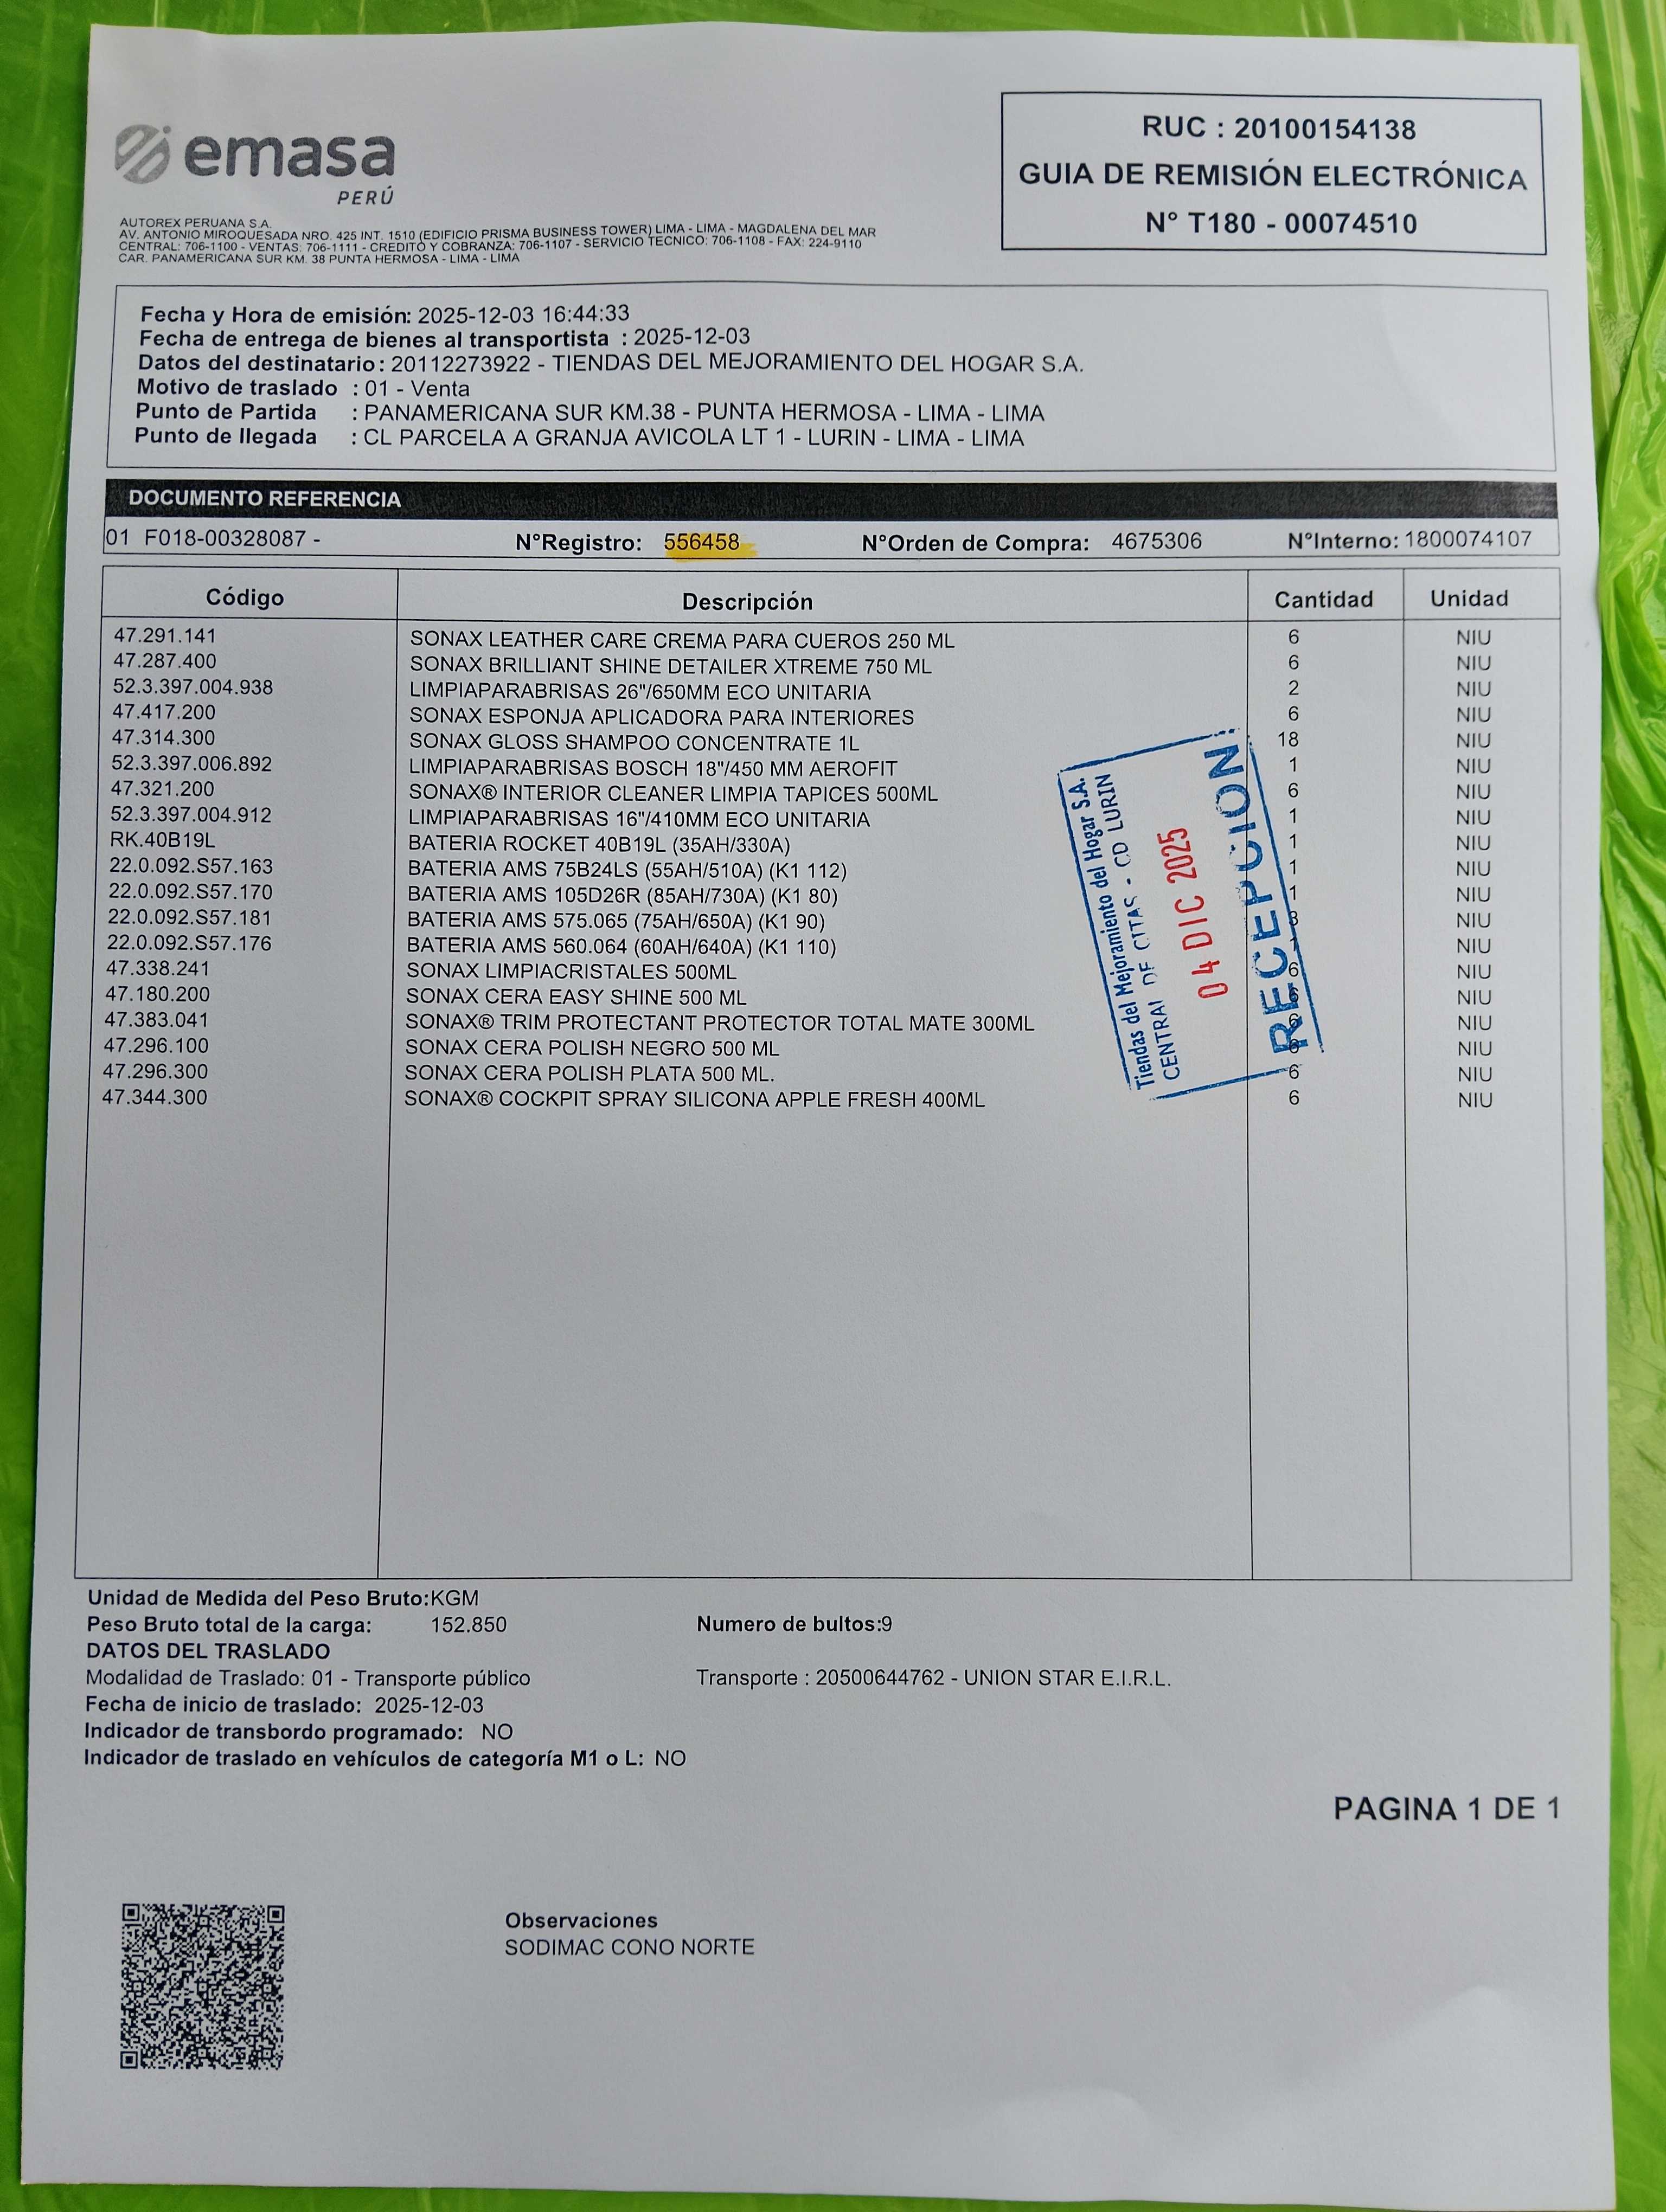 emasa
PERÚ
RUC : 20100154138
GUIA DE REMISIÓN ELECTRÓNICA
N° T180 - 00074510
AUTOREX PERUANA S.A.
AV. ANTONIO MIROQUESADA NRO. 425 INT. 1510 (EDIFICIO PRISMA BUSINESS TOWER) LIMA - LIMA - MAGDALENA DEL MAR
CENTRAL: 706-1100 - VENTAS: 706-1111 - CREDITO Y COBRANZA: 706-1107 - SERVICIO TECNICO: 706-1108 - FAX: 224-9110
CAR. PANAMERICANA SUR KM. 38 PUNTA HERMOSA - LIMA - LIMA
Fecha y Hora de emisión: 2025-12-03 16:44:33
Fecha de entrega de bienes al transportista : 2025-12-03
Datos del destinatario : 20112273922 - TIENDAS DEL MEJORAMIENTO DEL HOGAR S.A.
Motivo de traslado : 01 - Venta
Punto de Partida : PANAMERICANA SUR KM.38 - PUNTA HERMOSA - LIMA - LIMA
Punto de llegada : CL PARCELA A GRANJA AVICOLA LT 1 - LURIN - LIMA - LIMA
DOCUMENTO REFERENCIA
01 F018-00328087 - N°Registro: 556458 N°Orden de Compra: 4675306 N°Interno: 1800074107
Código Descripción Cantidad Unidad
47.291.141 SONAX LEATHER CARE CREMA PARA CUEROS 250 ML 6 NIU
47.287.400 SONAX BRILLIANT SHINE DETAILER XTREME 750 ML 6 NIU
52.3.397.004.938 LIMPIAPARABRISAS 26"/650MM ECO UNITARIA 2 NIU
47.417.200 SONAX ESPONJA APLICADORA PARA INTERIORES 6 NIU
47.314.300 SONAX GLOSS SHAMPOO CONCENTRATE 1L 18 NIU
52.3.397.006.892 LIMPIAPARABRISAS BOSCH 18"/450 MM AEROFIT 1 NIU
47.321.200 SONAX® INTERIOR CLEANER LIMPIA TAPICES 500ML 6 NIU
52.3.397.004.912 LIMPIAPARABRISAS 16"/410MM ECO UNITARIA 1 NIU
RK.40B19L BATERIA ROCKET 40B19L (35AH/330A) 1 NIU
22.0.092.S57.163 BATERIA AMS 75B24LS (55AH/510A) (K1 112) 1 NIU
22.0.092.S57.170 BATERIA AMS 105D26R (85AH/730A) (K1 80) 1 NIU
22.0.092.S57.181 BATERIA AMS 575.065 (75AH/650A) (K1 90) 3 NIU
22.0.092.S57.176 BATERIA AMS 560.064 (60AH/640A) (K1 110) 1 NIU
47.338.241 SONAX LIMPIACRISTALES 500ML 6 NIU
47.180.200 SONAX CERA EASY SHINE 500 ML 6 NIU
47.383.041 SONAX® TRIM PROTECTANT PROTECTOR TOTAL MATE 300ML 6 NIU
47.296.100 SONAX CERA POLISH NEGRO 500 ML 6 NIU
47.296.300 SONAX CERA POLISH PLATA 500 ML. 6 NIU
47.344.300 SONAX® COCKPIT SPRAY SILICONA APPLE FRESH 400ML 6 NIU
Tiendas del Mejoramiento del Hogar S.A.
CENTRAL DE CITAS - CD LURIN
04 DIC 2025
RECEPCION
Unidad de Medida del Peso Bruto:KGM
Peso Bruto total de la carga: 152.850 Numero de bultos:9
DATOS DEL TRASLADO
Modalidad de Traslado: 01 - Transporte público Transporte : 20500644762 - UNION STAR E.I.R.L.
Fecha de inicio de traslado: 2025-12-03
Indicador de transbordo programado: NO
Indicador de traslado en vehículos de categoría M1 o L: NO
PAGINA 1 DE 1
Observaciones
SODIMAC CONO NORTE